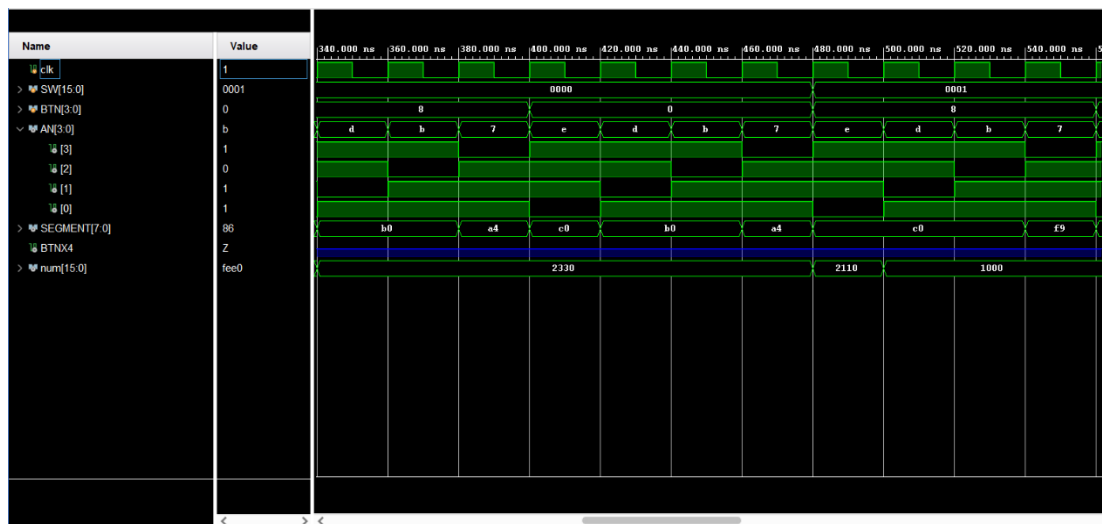 Name Value
340.000 ns 360.000 ns 380.000 ns 400.000 ns 420.000 ns 440.000 ns 460.000 ns 480.000 ns 500.000 ns 520.000 ns 540.000 ns 5
clk 1
SW[15:0] 0001 0000 0001
BTN[3:0] 0 8 0 8
AN[3:0] b d b 7 e d b 7 e d b 7
[3] 1
[2] 0
[1] 1
[0] 1
SEGMENT[7:0] 86 b0 a4 c0 b0 a4 c0 f9
BTNX4 Z
num[15:0] fee0 2330 2110 1000